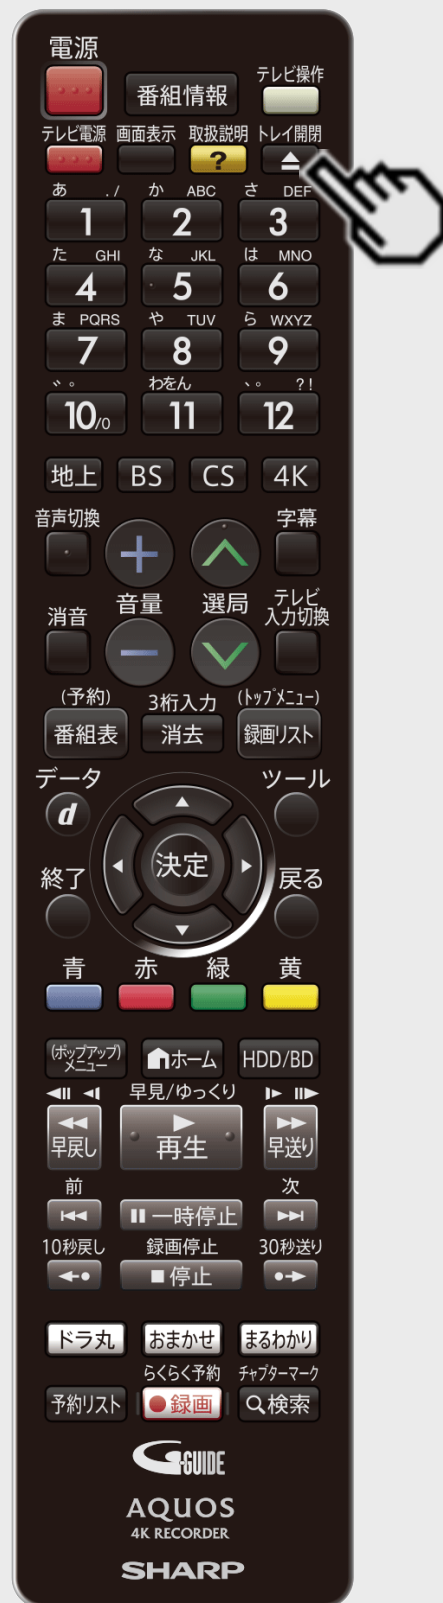 電源
番組情報
テレビ操作
テレビ電源 画面表示 取扱説明 トレイ開閉
?
あ ./ か ABC さ DEF
1 2 3
た GHI な JKL は MNO
4 5 6
ま PQRS や TUV ら WXYZ
7 8 9
゛゜ わをん 、。 ?!
10/0 11 12
地上 BS CS 4K
音声切換 字幕
消音 音量 選局 テレビ
入力切換
(予約) 3桁入力 (トップメニュー)
番組表 消去 録画リスト
データ ツール
d
決定
終了 戻る
青 赤 緑 黄
(ポップアップ)
メニュー ホーム HDD/BD
早見/ゆっくり
早戻し 再生 早送り
前 次
一時停止
10秒戻し 録画停止 30秒送り
停止
ドラ丸 おまかせ まるわかり
らくらく予約 チャプターマーク
予約リスト 録画 検索
G-GUIDE
AQUOS
4K RECORDER
SHARP